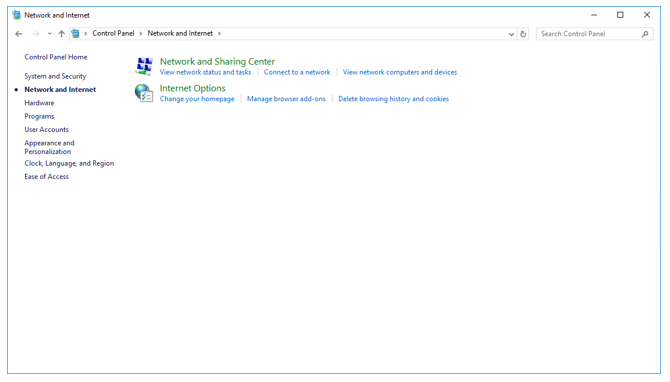 Network and Internet
Control Panel > Network and Internet >
Search Control Panel
Control Panel Home
System and Security
Network and Internet
Hardware
Programs
User Accounts
Appearance and
Personalization
Clock, Language, and Region
Ease of Access
Network and Sharing Center
View network status and tasks | Connect to a network | View network computers and devices
Internet Options
Change your homepage | Manage browser add-ons | Delete browsing history and cookies